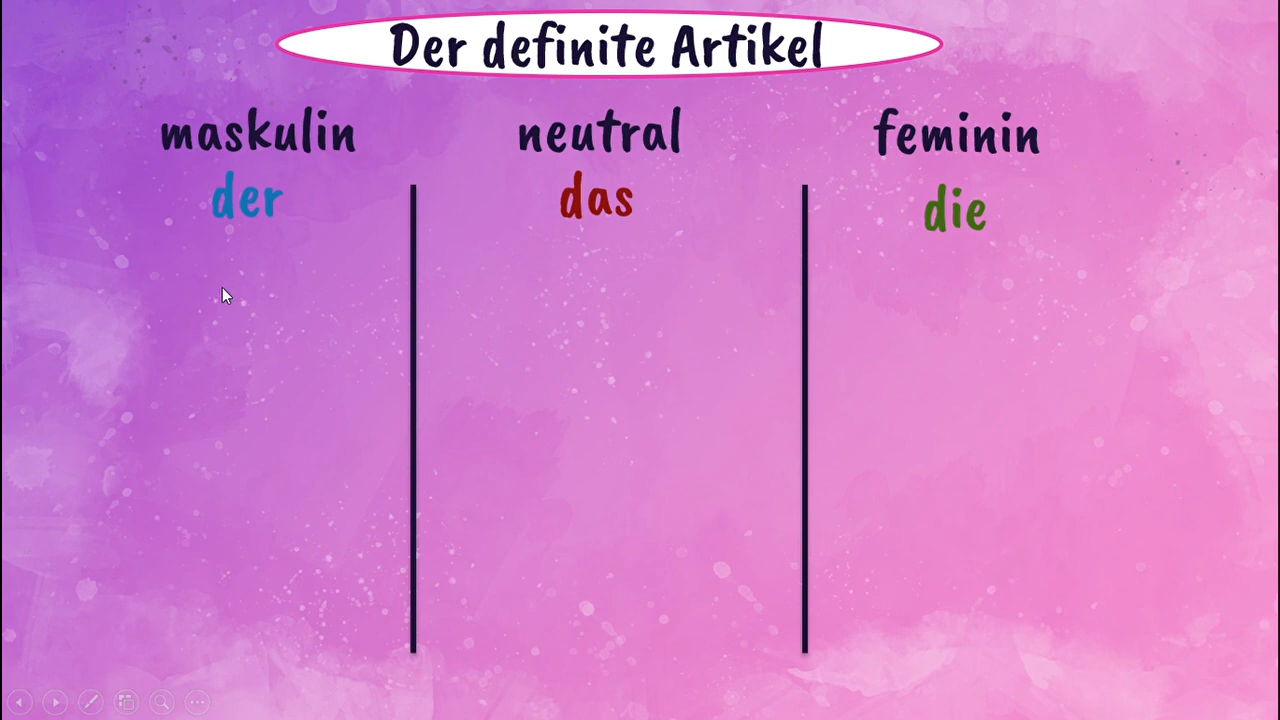 Der definite Artikel
maskulin neutral feminin
der das die